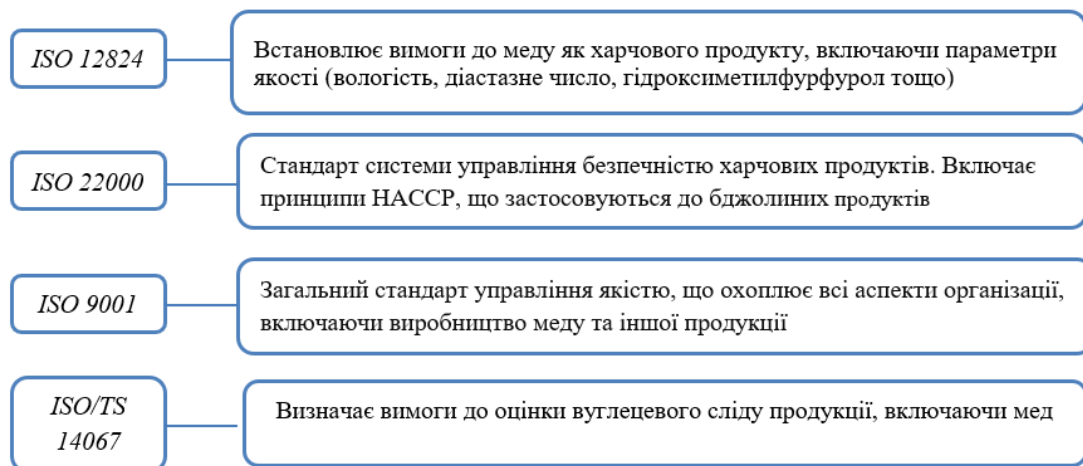 ISO 12824
Встановлює вимоги до меду як харчового продукту, включаючи параметри
якості (вологість, діастазне число, гідроксиметилфурфурол тощо)
ISO 22000
Стандарт системи управління безпечністю харчових продуктів. Включає
принципи НАССР, що застосовуються до бджолиних продуктів
ISO 9001
Загальний стандарт управління якістю, що охоплює всі аспекти організації,
включаючи виробництво меду та іншої продукції
ISO/TS
14067
Визначає вимоги до оцінки вуглецевого сліду продукції, включаючи мед